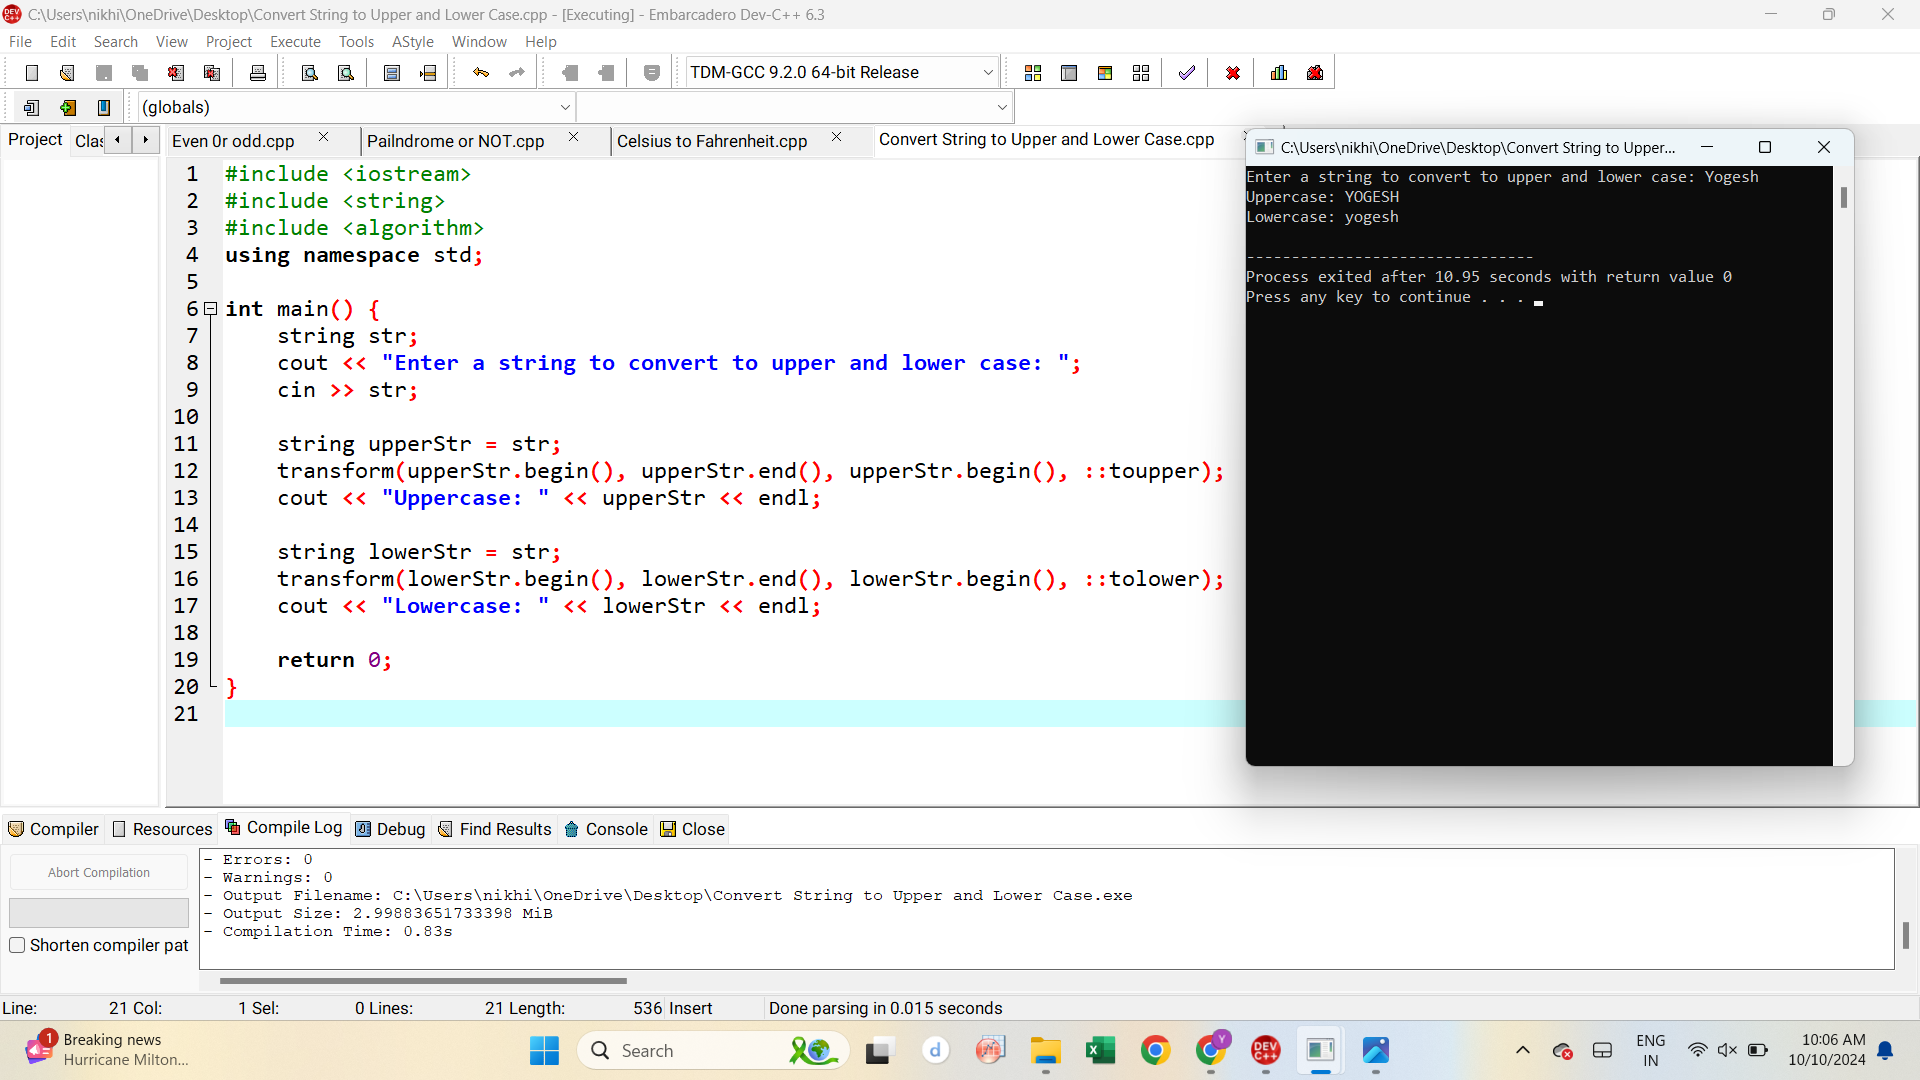 C:\Users\nikhi\OneDrive\Desktop\Convert String to Upper and Lower Case.cpp - [Executing] - Embarcadero Dev-C++ 6.3
File Edit Search View Project Execute Tools AStyle Window Help
TDM-GCC 9.2.0 64-bit Release
(globals)
Project Clas
Even 0r odd.cpp Pailndrome or NOT.cpp Celsius to Fahrenheit.cpp Convert String to Upper and Lower Case.cpp
1 #include <iostream>
2 #include <string>
3 #include <algorithm>
4 using namespace std;
5
6 int main() {
7 string str;
8 cout << "Enter a string to convert to upper and lower case: ";
9 cin >> str;
10
11 string upperStr = str;
12 transform(upperStr.begin(), upperStr.end(), upperStr.begin(), ::toupper);
13 cout << "Uppercase: " << upperStr << endl;
14
15 string lowerStr = str;
16 transform(lowerStr.begin(), lowerStr.end(), lowerStr.begin(), ::tolower);
17 cout << "Lowercase: " << lowerStr << endl;
18
19 return 0;
20 }
21
C:\Users\nikhi\OneDrive\Desktop\Convert String to Upper...
Enter a string to convert to upper and lower case: Yogesh
Uppercase: YOGESH
Lowercase: yogesh
--------------------------------
Process exited after 10.95 seconds with return value 0
Press any key to continue . . .
Compiler Resources Compile Log Debug Find Results Console Close
Abort Compilation
Shorten compiler pat
- Errors: 0
- Warnings: 0
- Output Filename: C:\Users\nikhi\OneDrive\Desktop\Convert String to Upper and Lower Case.exe
- Output Size: 2.99883651733398 MiB
- Compilation Time: 0.83s
Line: 21 Col: 1 Sel: 0 Lines: 21 Length: 536 Insert Done parsing in 0.015 seconds
1
Breaking news
Hurricane Milton...
Search
d
Y
DEV C++
ENG
IN
10:06 AM
10/10/2024